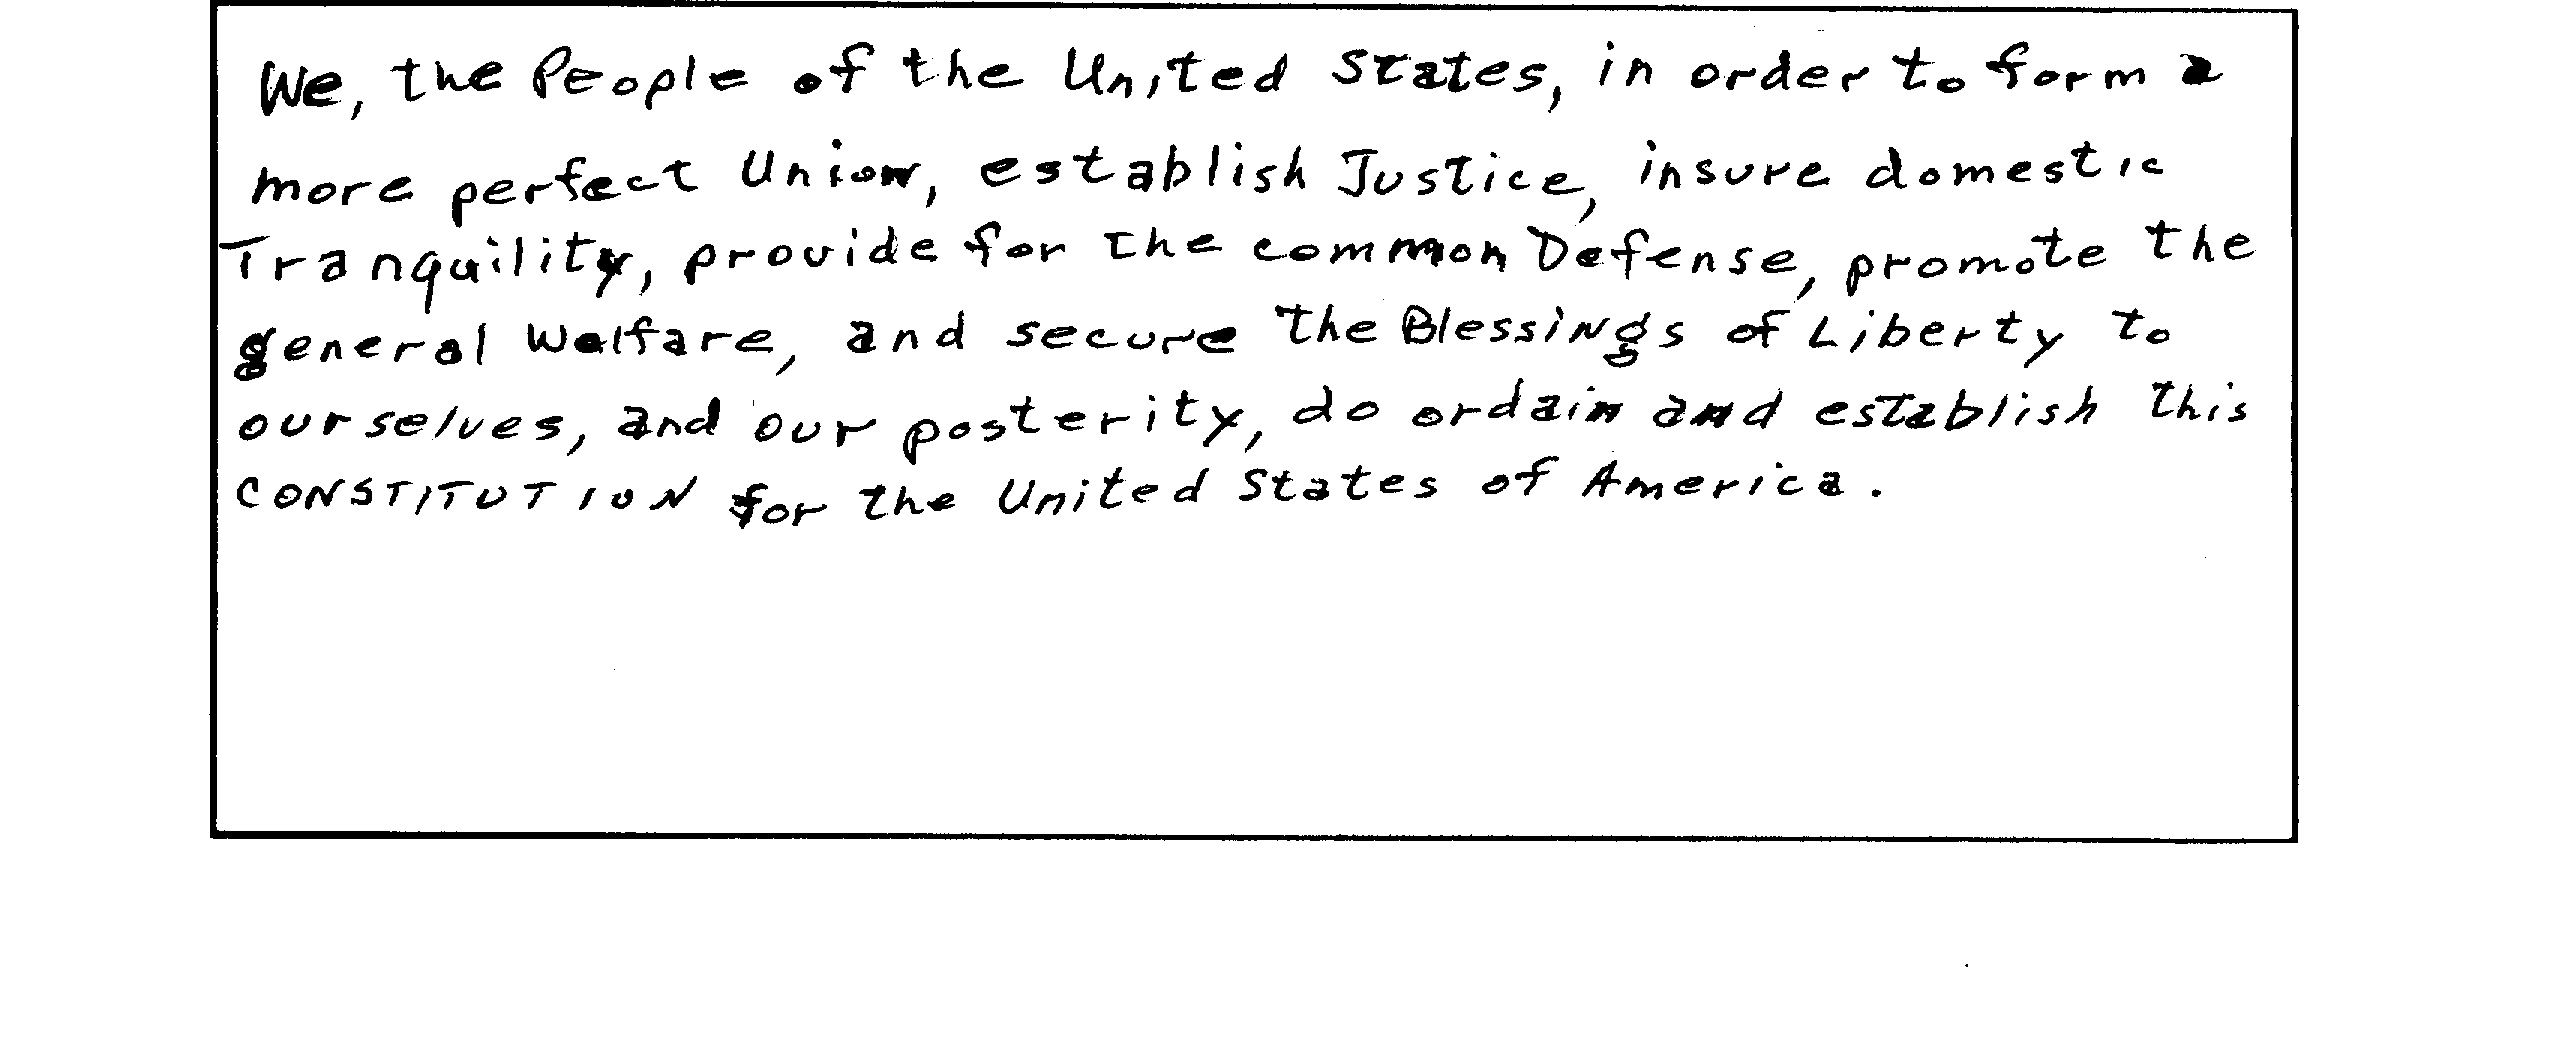 We, the People of the United States, in order to form a
more perfect Union, establish Justice, insure domestic
Tranquility, provide for the common Defense, promote the
general Welfare, and secure the Blessings of Liberty to
ourselves, and our posterity, do ordain and establish this
CONSTITUTION for the United States of America.